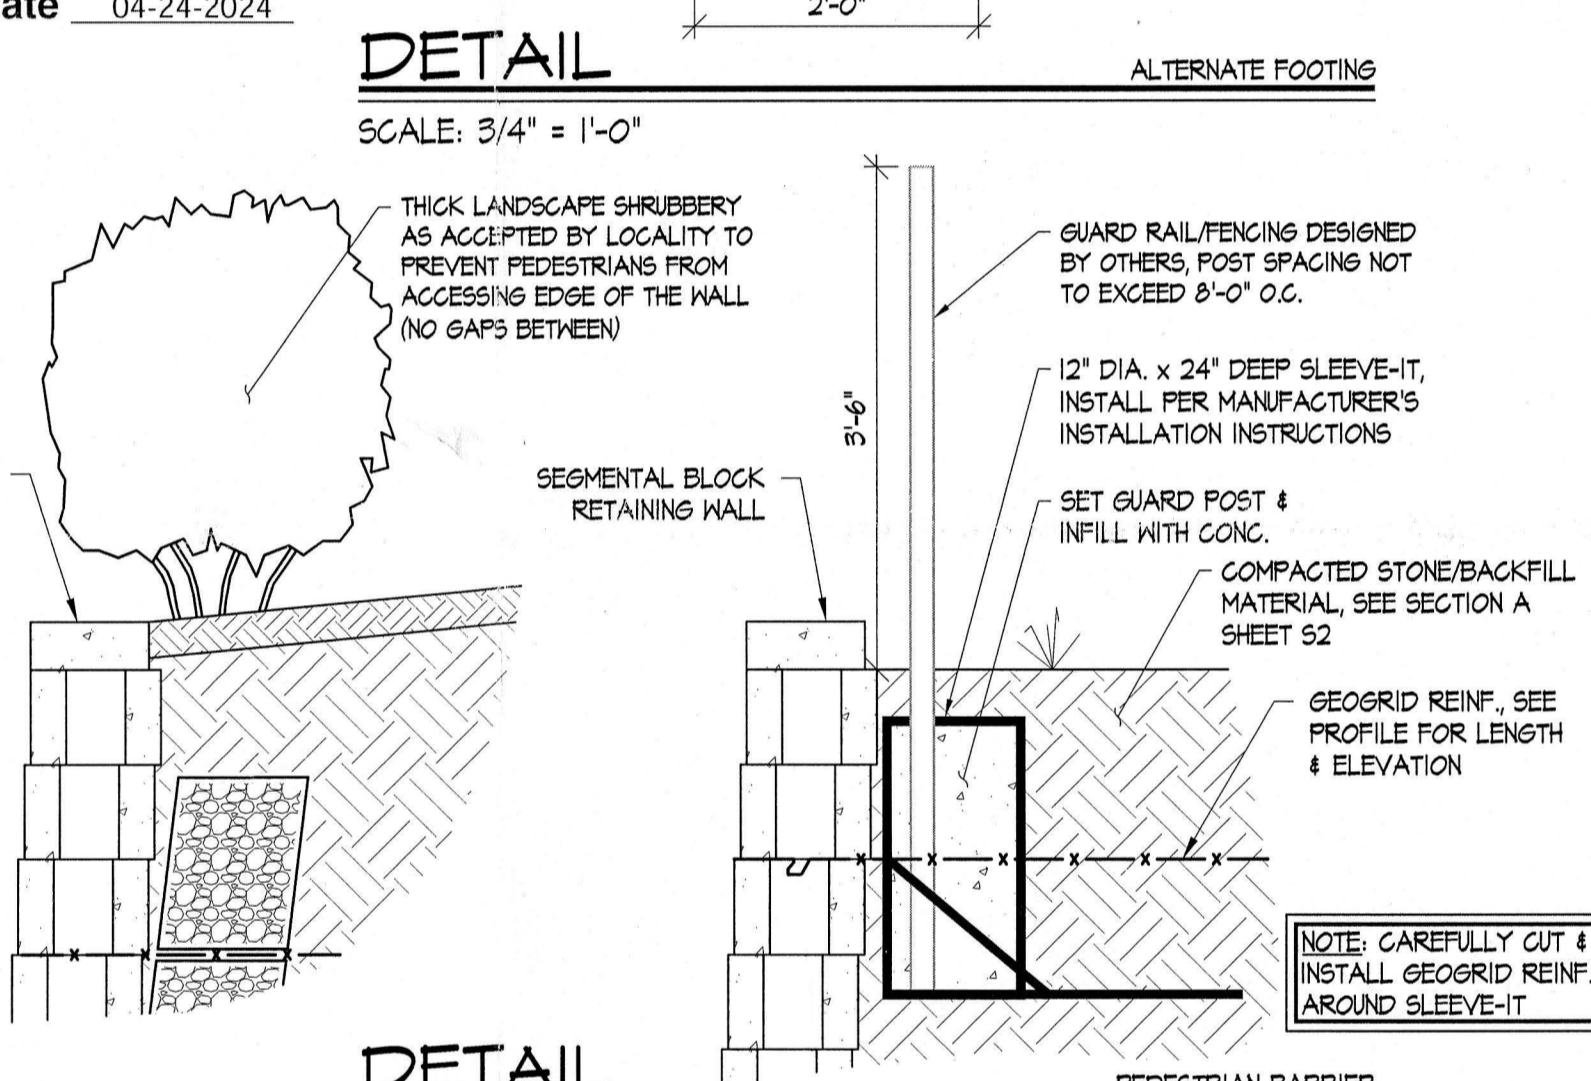 ate 04-24-2024
2'-0"
DETAIL
ALTERNATE FOOTING
SCALE: 3/4" = 1'-0"
THICK LANDSCAPE SHRUBBERY
AS ACCEPTED BY LOCALITY TO
PREVENT PEDESTRIANS FROM
ACCESSING EDGE OF THE WALL
(NO GAPS BETWEEN)
GUARD RAIL/FENCING DESIGNED
BY OTHERS, POST SPACING NOT
TO EXCEED 8'-0" O.C.
3'-6"
12" DIA. x 24" DEEP SLEEVE-IT,
INSTALL PER MANUFACTURER'S
INSTALLATION INSTRUCTIONS
SEGMENTAL BLOCK
RETAINING WALL
SET GUARD POST &
INFILL WITH CONC.
COMPACTED STONE/BACKFILL
MATERIAL, SEE SECTION A
SHEET S2
GEOGRID REINF., SEE
PROFILE FOR LENGTH
& ELEVATION
x x x x x x
x x x x
NOTE: CAREFULLY CUT &
INSTALL GEOGRID REINF.
AROUND SLEEVE-IT
DETAIL
PEDESTRIAN BARRIER